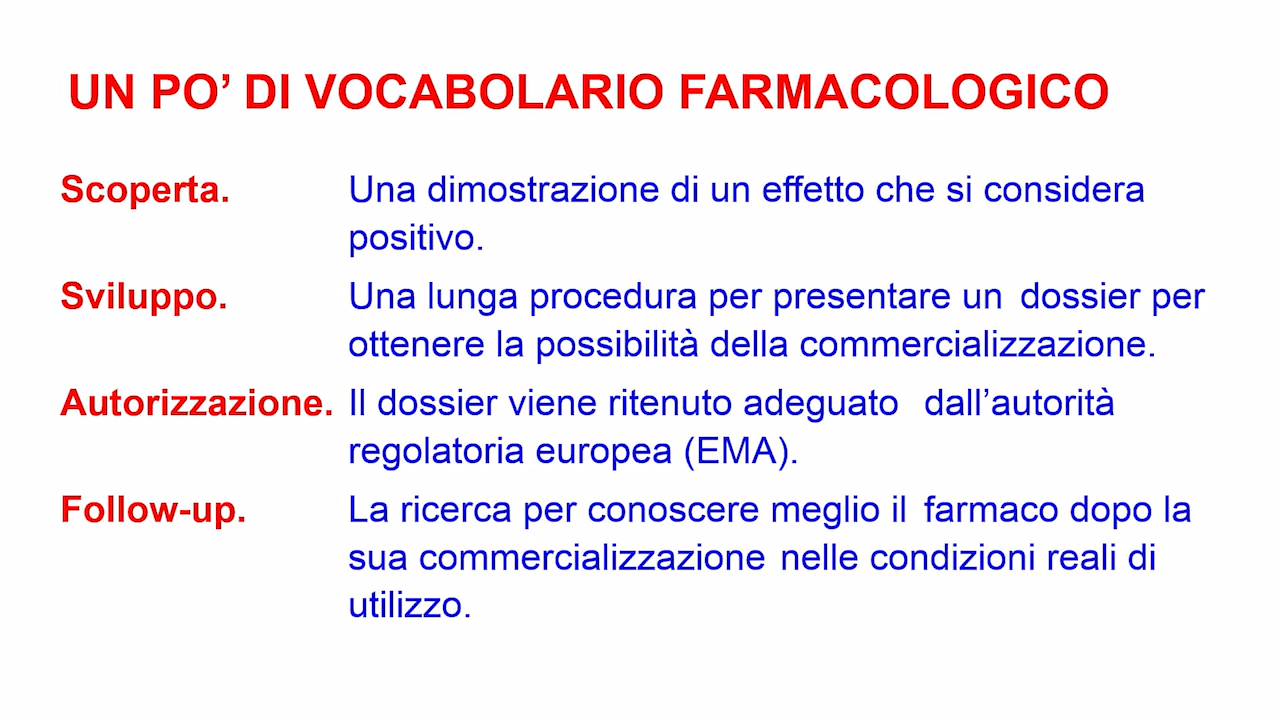 UN PO’ DI VOCABOLARIO FARMACOLOGICO
Scoperta. Una dimostrazione di un effetto che si considera
positivo.
Sviluppo. Una lunga procedura per presentare un dossier per
ottenere la possibilità della commercializzazione.
Autorizzazione. Il dossier viene ritenuto adeguato dall’autorità
regolatoria europea (EMA).
Follow-up. La ricerca per conoscere meglio il farmaco dopo la
sua commercializzazione nelle condizioni reali di
utilizzo.